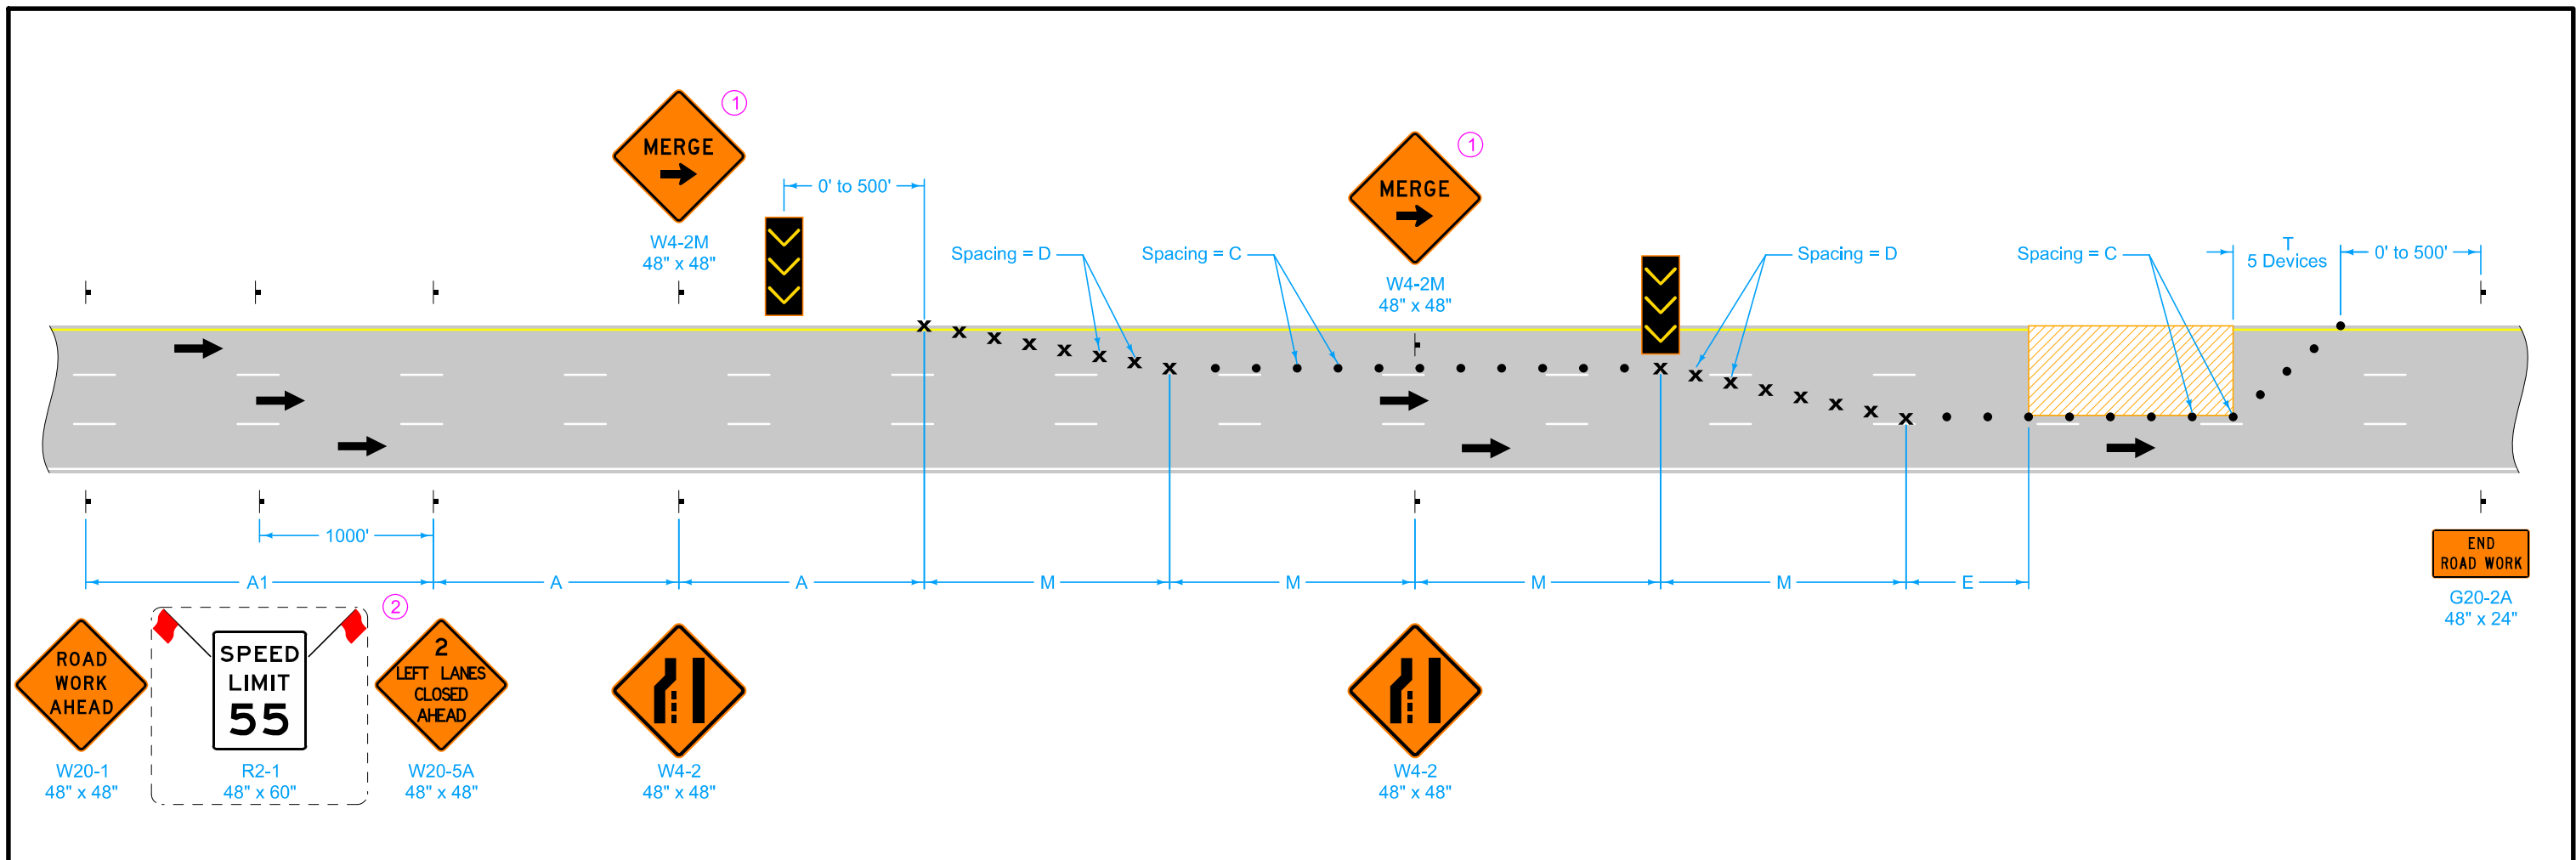 MERGE
1
W4-2M
48" x 48"
0' to 500'
MERGE
1
W4-2M
48" x 48"
Spacing = D
Spacing = C
Spacing = D
Spacing = C
T
5 Devices
0' to 500'
1000'
A1
A
A
M
M
M
M
E
ROAD
WORK
AHEAD
W20-1
48" x 48"
SPEED
LIMIT
55
R2-1
48" x 60"
2
2
LEFT LANES
CLOSED
AHEAD
W20-5A
48" x 48"
W4-2
48" x 48"
W4-2
48" x 48"
END
ROAD WORK
G20-2A
48" x 24"